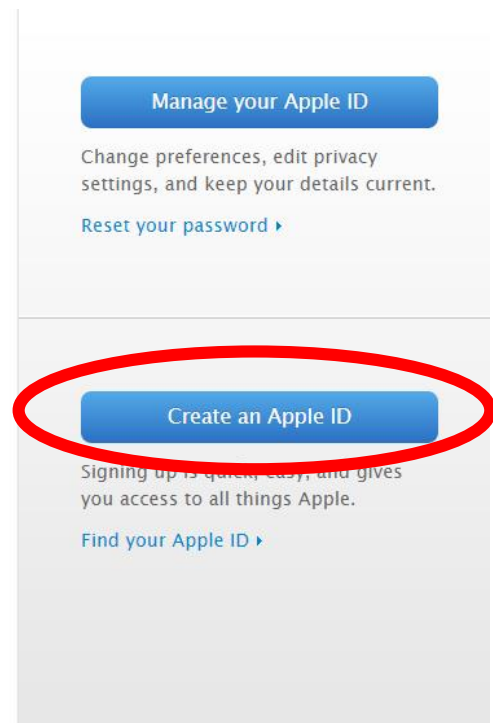 Manage your Apple ID
Change preferences, edit privacy
settings, and keep your details current.
Reset your password
Create an Apple ID
Signing up is quick, easy, and gives
you access to all things Apple.
Find your Apple ID